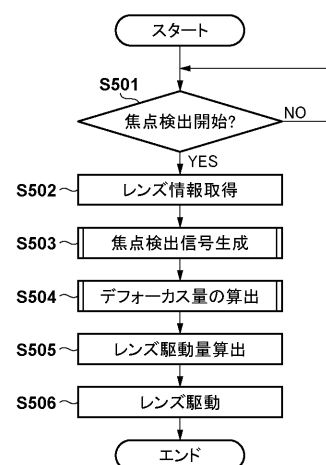 スタート
S501
焦点検出開始?
NO
YES
S502 レンズ情報取得
S503 焦点検出信号生成
S504 デフォーカス量の算出
S505 レンズ駆動量算出
S506 レンズ駆動
エンド